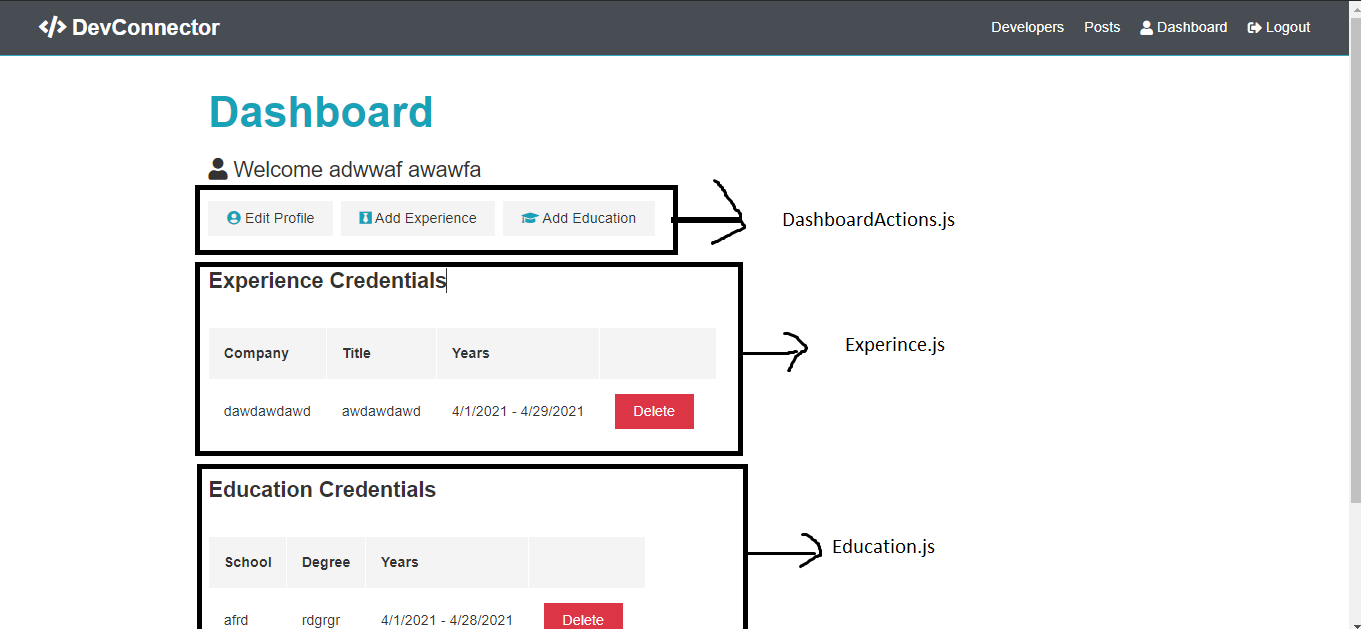 </> DevConnector Developers Posts Dashboard Logout
Dashboard
Welcome adwwaf awawfa
Edit Profile Add Experience Add Education
DashboardActions.js
Experience Credentials
Company Title Years
Experince.js
dawdawdawd awdawdawd 4/1/2021 - 4/29/2021 Delete
Education Credentials
Education.js
School Degree Years
afrd rdgrgr 4/1/2021 - 4/28/2021 Delete